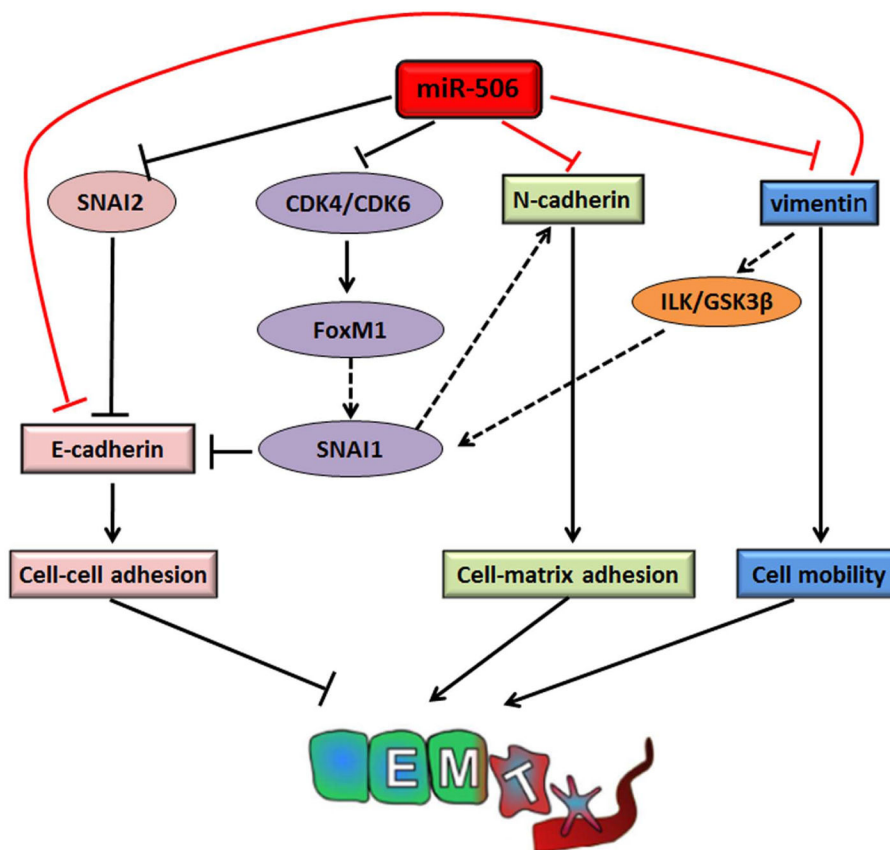 miR-506
SNAI2
CDK4/CDK6
N-cadherin
vimentin
ILK/GSK3β
FoxM1
E-cadherin
SNAI1
Cell-cell adhesion
Cell-matrix adhesion
Cell mobility
EMT